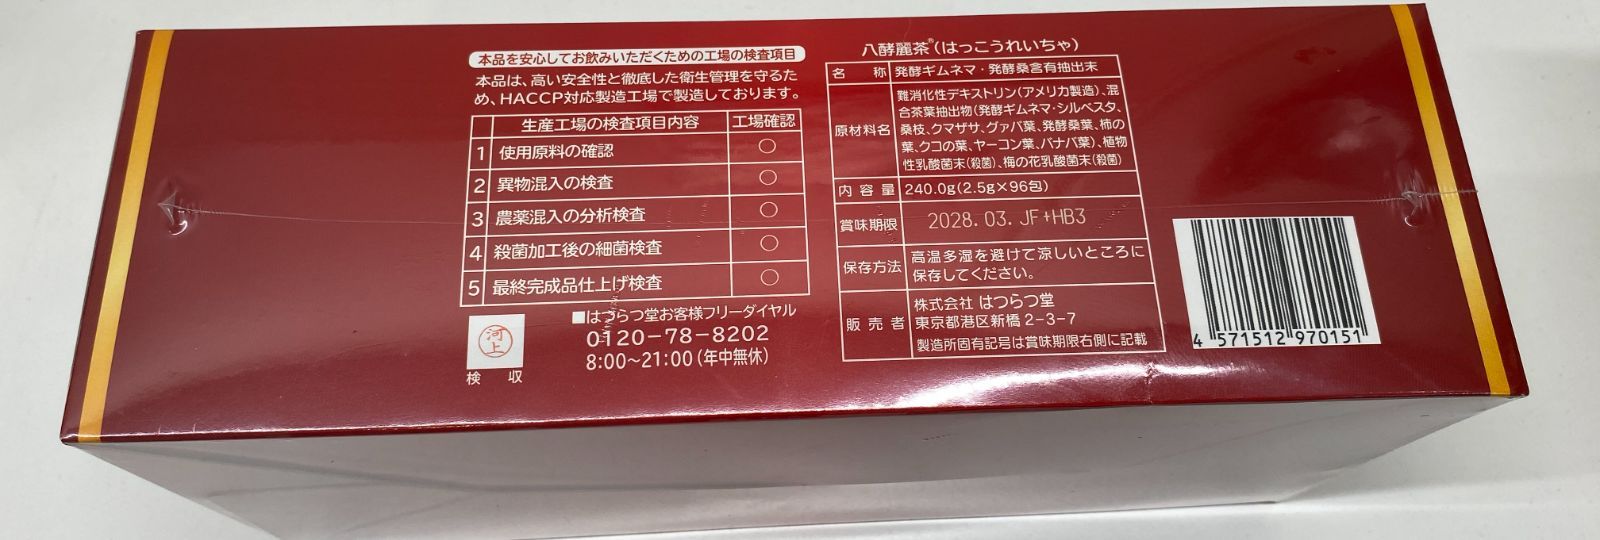 本品を安心してお飲みいただくための工場の検査項目
本品は、高い安全性と徹底した衛生管理を守るた
め、HACCP対応製造工場で製造しております。
生産工場の検査項目内容 工場確認
1 使用原料の確認 ○
2 異物混入の検査 ○
3 農薬混入の分析検査 ○
4 殺菌加工後の細菌検査 ○
5 最終完成品仕上げ検査 ○
河上
検 収
■はつらつ堂お客様フリーダイヤル
0120-78-8202
8:00~21:00(年中無休)
八酵麗茶®(はっこうれいちゃ)
名 称 発酵ギムネマ・発酵桑含有抽出末
原材料名
難消化性デキストリン(アメリカ製造)、混
合茶葉抽出物(発酵ギムネマ・シルベスタ、
桑枝、クマザサ、グァバ葉、発酵桑葉、柿の
葉、クコの葉、ヤーコン葉、バナバ葉)、植物
性乳酸菌末(殺菌)、梅の花乳酸菌末(殺菌)
内容量 240.0g(2.5g×96包)
賞味期限 2028.03. JF+HB3
保存方法
高温多湿を避けて涼しいところに
保存してください。
販売者
株式会社 はつらつ堂
東京都港区新橋2-3-7
製造所固有記号は賞味期限右側に記載
4 571512 970151